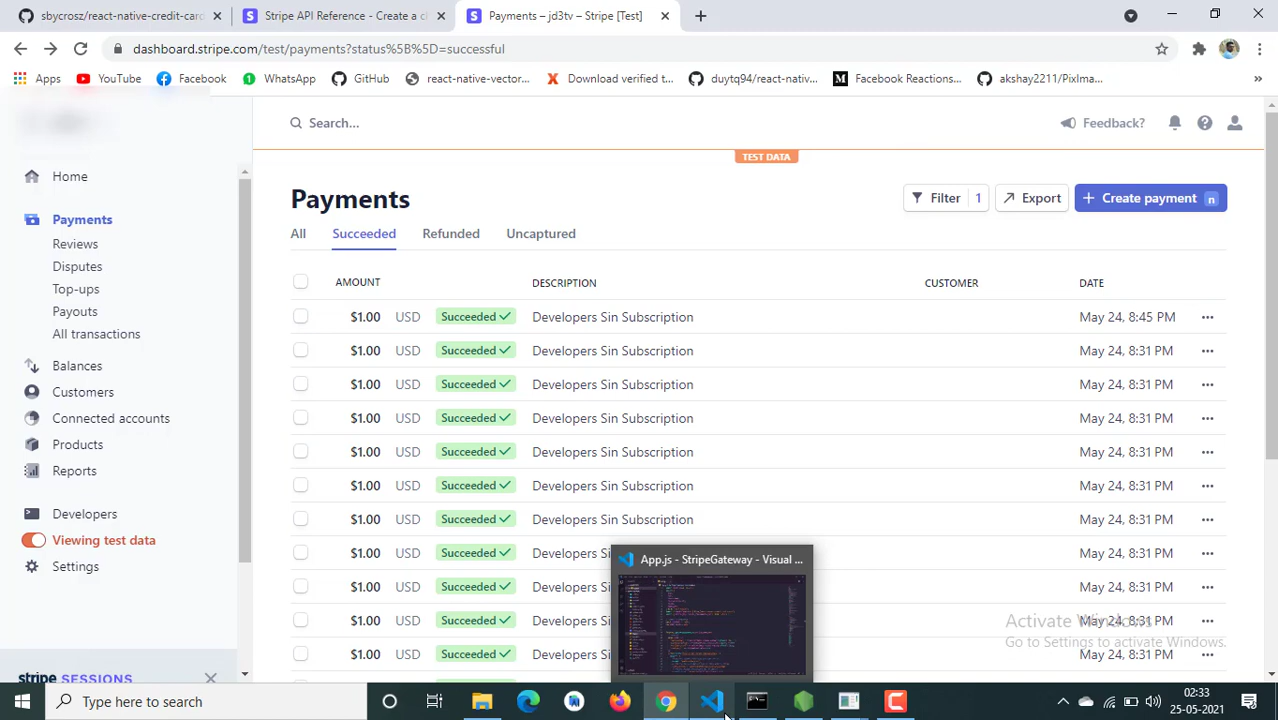 sbycrosz/react-native-credit-card
Stripe API Reference - Create a c
Payments – jd3tv – Stripe [Test]
dashboard.stripe.com/test/payments?status%5B%5D=successful
Apps
YouTube
Facebook
WhatsApp
GitHub
react-native-vector...
Download verified t...
duytq94/react-nativ...
Facebook Reactions...
akshay2211/PixIma...
Search...
Feedback?
TEST DATA
Home
Payments
Reviews
Disputes
Top-ups
Payouts
All transactions
Balances
Customers
Connected accounts
Products
Reports
Developers
Viewing test data
Settings
stripe SESSIONS
Payments
Filter 1
Export
Create payment n
All
Succeeded
Refunded
Uncaptured
AMOUNT DESCRIPTION CUSTOMER DATE
$1.00 USD Succeeded Developers Sin Subscription May 24, 8:45 PM
$1.00 USD Succeeded Developers Sin Subscription May 24, 8:31 PM
$1.00 USD Succeeded Developers Sin Subscription May 24, 8:31 PM
$1.00 USD Succeeded Developers Sin Subscription May 24, 8:31 PM
$1.00 USD Succeeded Developers Sin Subscription May 24, 8:31 PM
$1.00 USD Succeeded Developers Sin Subscription May 24, 8:31 PM
$1.00 USD Succeeded Developers Sin Subscription May 24, 8:31 PM
$1.00 USD Succeeded Developers May 24, 8:31 PM
$1.00 USD Succeeded Developers May 24, 8:31 PM
$1.00 USD Succeeded Developers May 24, 8:31 PM
$1.00 USD Succeeded Developers May 24, 8:31 PM
App.js - StripeGateway - Visual ...
Windows.
Type here to search
02:33
25-05-2021